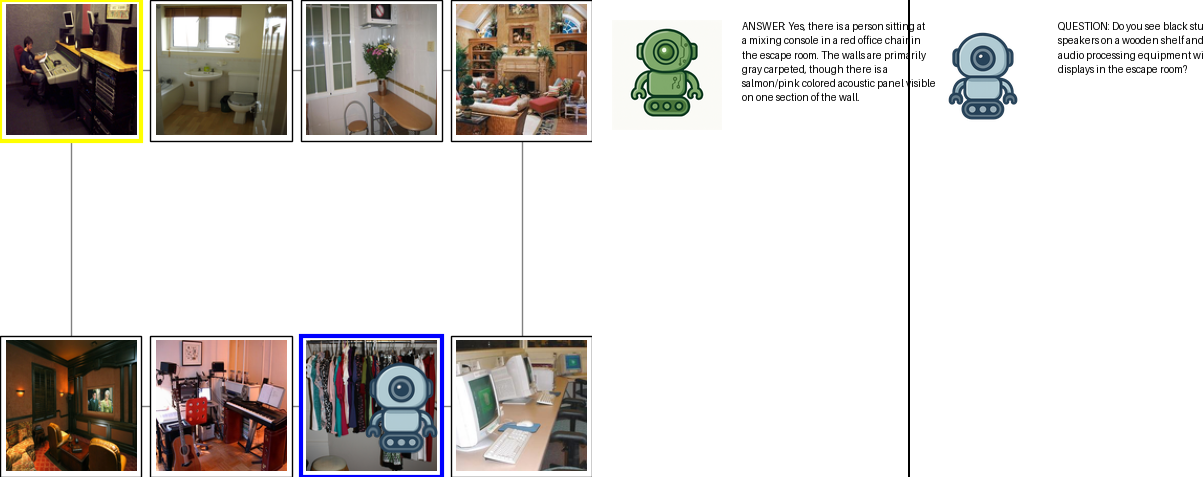 ANSWER: Yes, there is a person sitting at
a mixing console in a red office chair in
the escape room. The walls are primarily
gray carpeted, though there is a
salmon/pink colored acoustic panel visible
on one section of the wall.
QUESTION: Do you see black stu
speakers on a wooden shelf and
audio processing equipment wi
displays in the escape room?